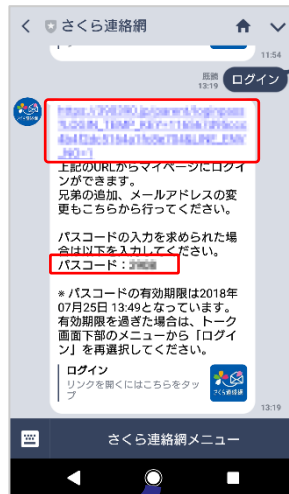 さくら連絡網
11:54
既読
13:19
ログイン
上記のURLからマイページにログイ
ンができます。
兄弟の追加、メールアドレスの変
更もこちらから行ってください。
パスコードの入力を求められた場
合は以下を入力してください。
パスコード：
* パスコードの有効期限は2018年
07月25日 13:49となっています。
有効期限を過ぎた場合は、トーク
画面下部のメニューから「ログイ
ン」を再選択してください。
ログイン
リンクを開くにはこちらをタッ
プ
さくら連絡網
13:19
さくら連絡網メニュー